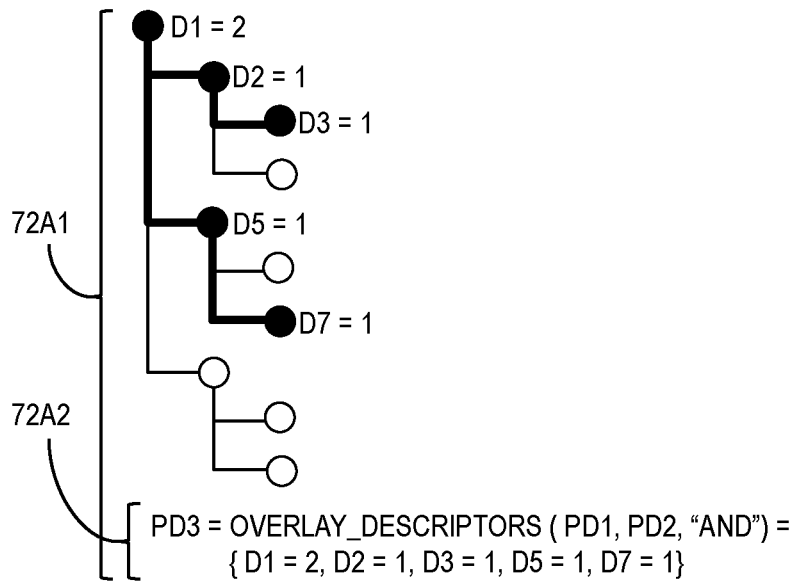 D1 = 2
D2 = 1
D3 = 1
72A1
D5 = 1
D7 = 1
72A2
PD3 = OVERLAY_DESCRIPTORS ( PD1, PD2, “AND”) =
{ D1 = 2, D2 = 1, D3 = 1, D5 = 1, D7 = 1}